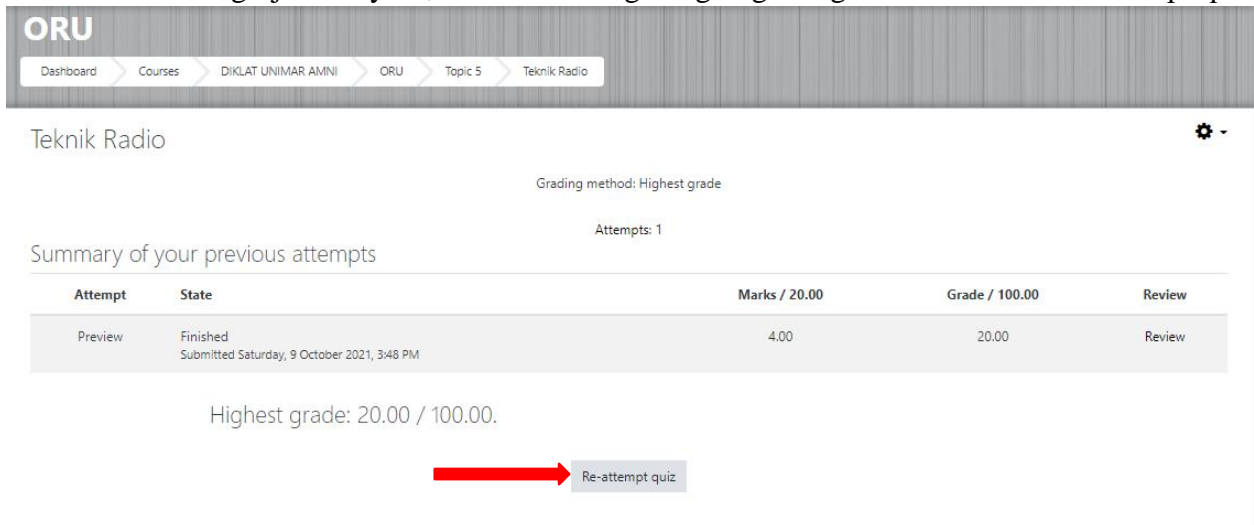 ORU
Dashboard Courses DIKLAT UNIMAR AMNI ORU Topic 5 Teknik Radio
Teknik Radio
Grading method: Highest grade
Attempts: 1
Summary of your previous attempts
Attempt State Marks / 20.00 Grade / 100.00 Review
Preview Finished 4.00 20.00 Review
Submitted Saturday, 9 October 2021, 3:48 PM
Highest grade: 20.00 / 100.00.
Re-attempt quiz